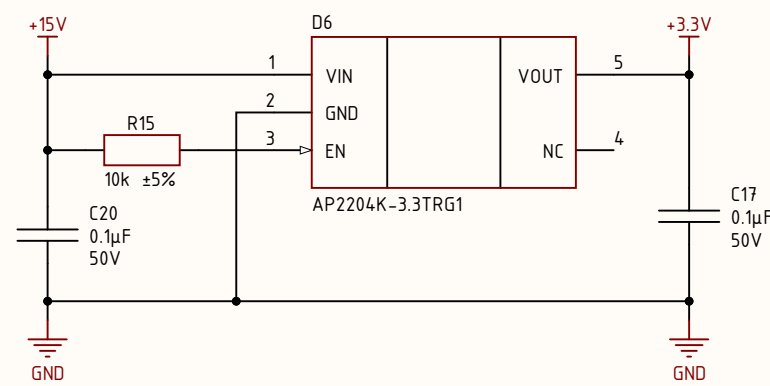 +15V
D6
+3.3V
1
VIN
VOUT
5
2
GND
R15
3
EN
NC
4
10k ±5%
AP2204K-3.3TRG1
C20
0.1µF
50V
C17
0.1µF
50V
GND
GND